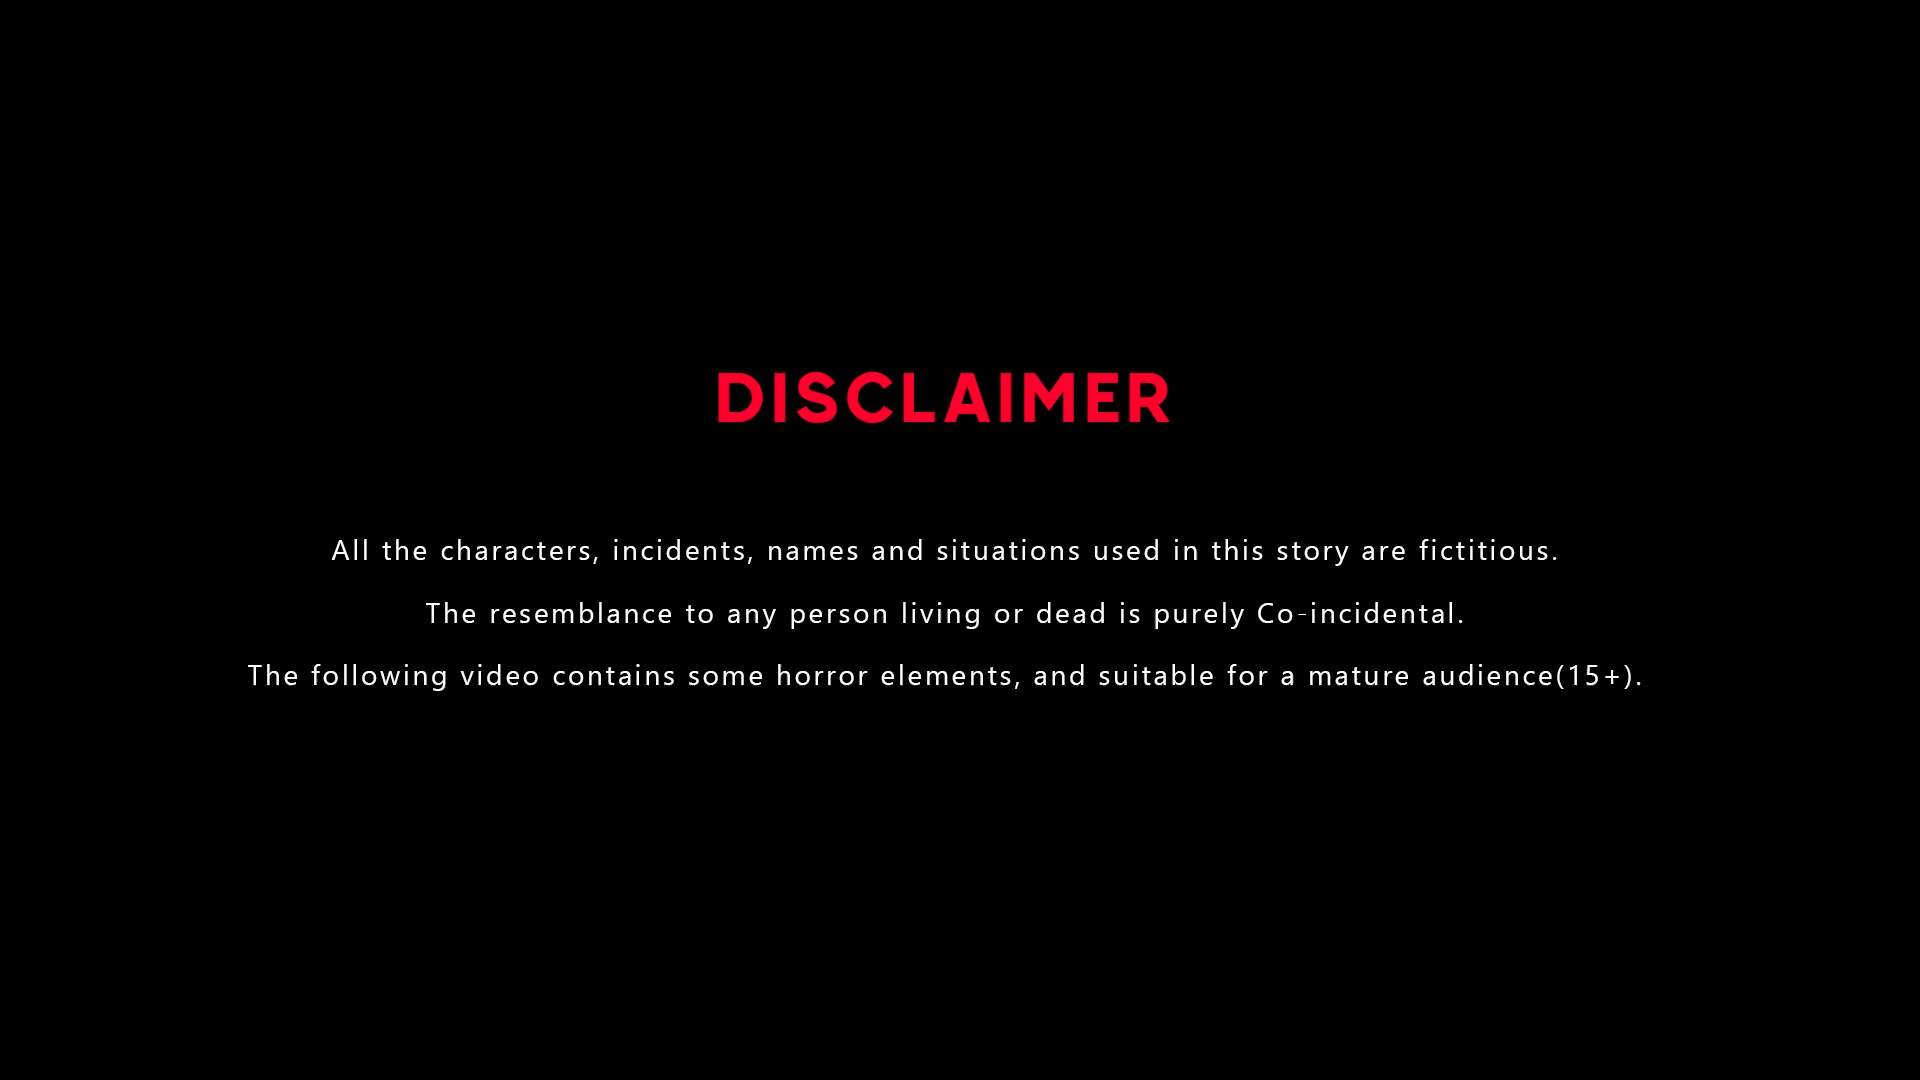 DISCLAIMER
All the characters, incidents, names and situations used in this story are fictitious.
The resemblance to any person living or dead is purely Co-incidental.
The following video contains some horror elements, and suitable for a mature audience(15+).